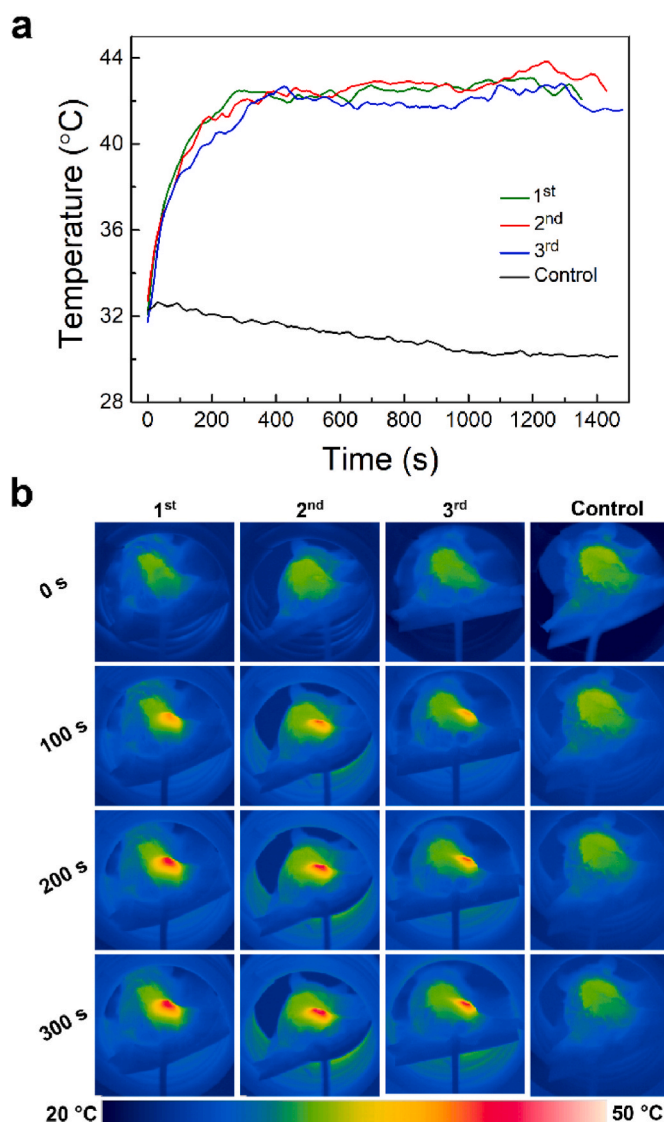 a
44
40
36
32
28
Temperature (°C)
1st
2nd
3rd
Control
0 200 400 600 800 1000 1200 1400
Time (s)
b
1st 2nd 3rd Control
0 s
100 s
200 s
300 s
20 °C 50 °C